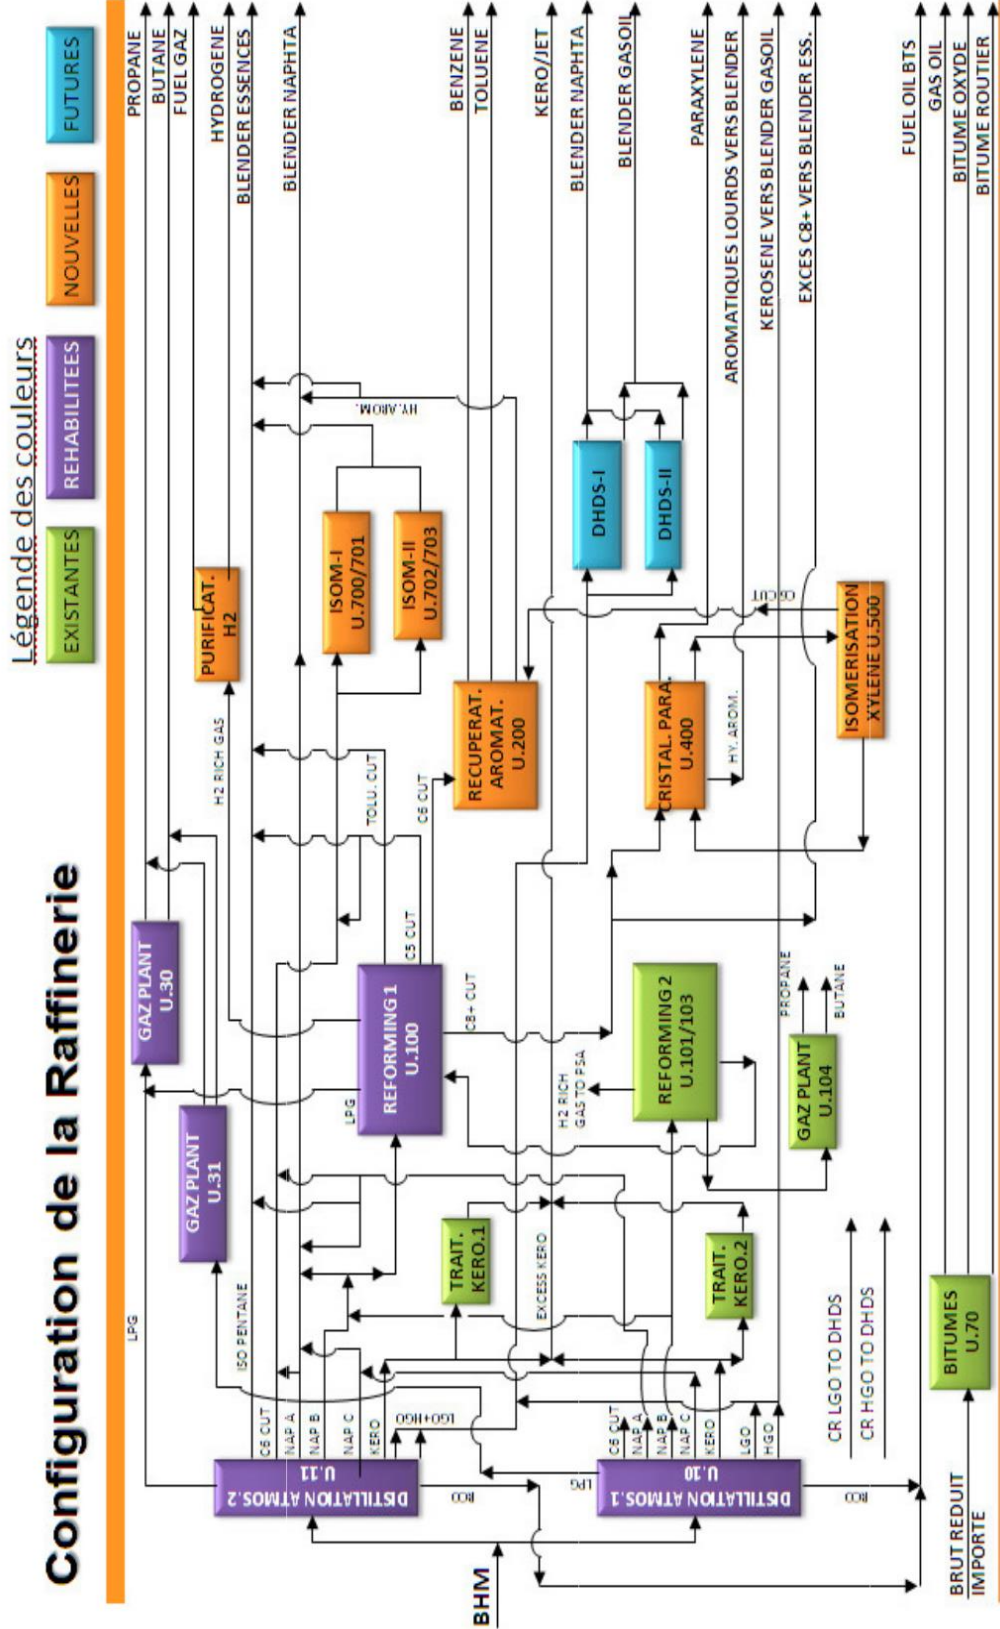 Configuration de la Raffinerie
Légende des couleurs
EXISTANTES
REHABILITEES
NOUVELLES
FUTURES
LPG
GAZ PLANT
U.31
GAZ PLANT
U.30
PURIFICAT.
H2
H2 RICH GAS
PROPANE
BUTANE
FUEL GAZ
HYDROGENE
BLENDER ESSENCES
BLENDER NAPHTA
ISO PENTANE
C6 CUT
NAP A
NAP B
NAP C
KERO
LGO+HGO
DISTILLATION ATMOS.2
U.11
RCO
LPG
REFORMING 1
U.100
C5 CUT
TOLU. CUT
C6 CUT
C8+ CUT
ISOM-I
U.700/701
ISOM-II
U.702/703
HY.AROM.
TRAIT.
KERO.1
EXCESS KERO
RECUPERAT.
AROMAT.
U.200
BENZENE
TOLUENE
KERO/JET
BLENDER NAPHTA
BLENDER GASOIL
BHM
H2 RICH
GAS TO PSA
DHDS-I
DHDS-II
LPG
C6 CUT
NAP A
NAP B
NAP C
KERO
LGO
HGO
DISTILLATION ATMOS.1
U.10
RCO
TRAIT.
KERO.2
REFORMING 2
U.101/103
CRISTAL. PARA.
U.400
HY. AROM.
C6 CUT
PARAXYLENE
AROMATIQUES LOURDS VERS BLENDER
KEROSENE VERS BLENDER GASOIL
EXCES C8+ VERS BLENDER ESS.
GAZ PLANT
U.104
PROPANE
BUTANE
ISOMERISATION
XYLENE U.500
CR LGO TO DHDS
CR HGO TO DHDS
BRUT REDUIT
IMPORTE
BITUMES
U.70
FUEL OIL BTS
GAS OIL
BITUME OXYDE
BITUME ROUTIER